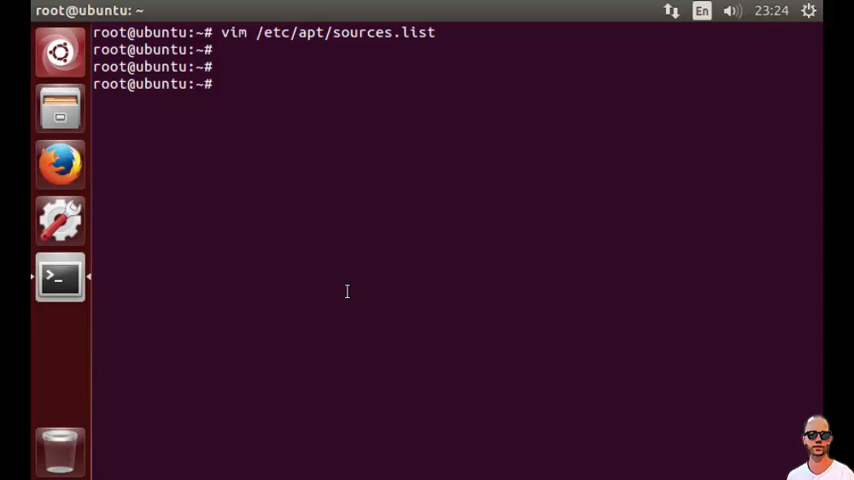 root@ubuntu: ~
En
23:24
root@ubuntu:~# vim /etc/apt/sources.list
root@ubuntu:~#
root@ubuntu:~#
root@ubuntu:~#
>_